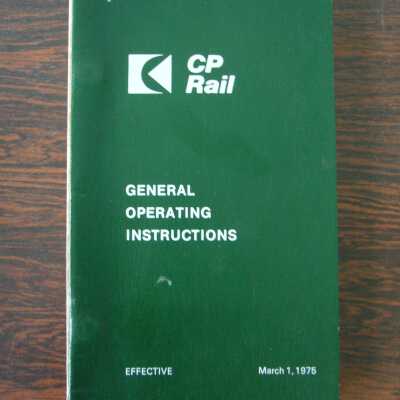 CP
Rail
GENERAL
OPERATING
INSTRUCTIONS
EFFECTIVE March 1, 1975